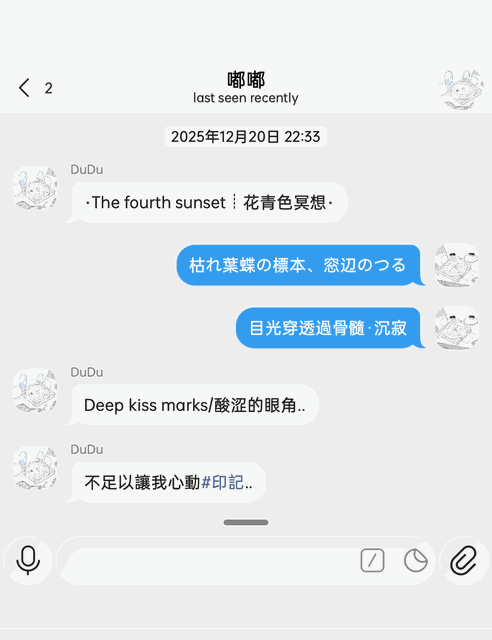 2
嘟嘟
last seen recently
2025年12月20日 22:33
DuDu
·The fourth sunset┊花青色冥想·
枯れ葉蝶の標本、窓辺のつる
目光穿透過骨髓·沉寂
DuDu
Deep kiss marks/酸涩的眼角..
DuDu
不足以讓我心動#印記..